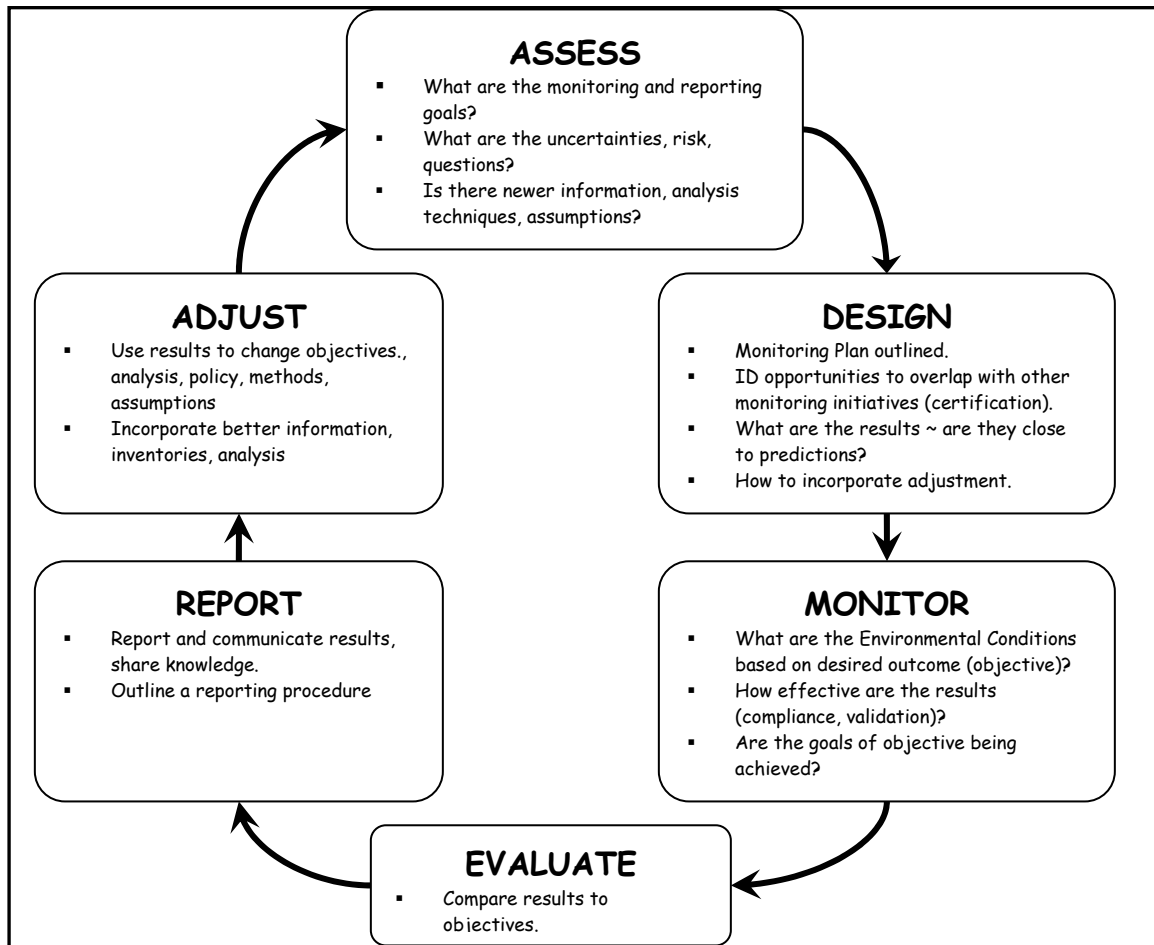 ASSESS
▪ What are the monitoring and reporting
goals?
▪ What are the uncertainties, risk,
questions?
▪ Is there newer information, analysis
techniques, assumptions?
DESIGN
▪ Monitoring Plan outlined.
▪ ID opportunities to overlap with other
monitoring initiatives (certification).
▪ What are the results ~ are they close
to predictions?
▪ How to incorporate adjustment.
MONITOR
▪ What are the Environmental Conditions
based on desired outcome (objective)?
▪ How effective are the results
(compliance, validation)?
▪ Are the goals of objective being
achieved?
EVALUATE
▪ Compare results to
objectives.
REPORT
▪ Report and communicate results,
share knowledge.
▪ Outline a reporting procedure
ADJUST
▪ Use results to change objectives.,
analysis, policy, methods,
assumptions
▪ Incorporate better information,
inventories, analysis